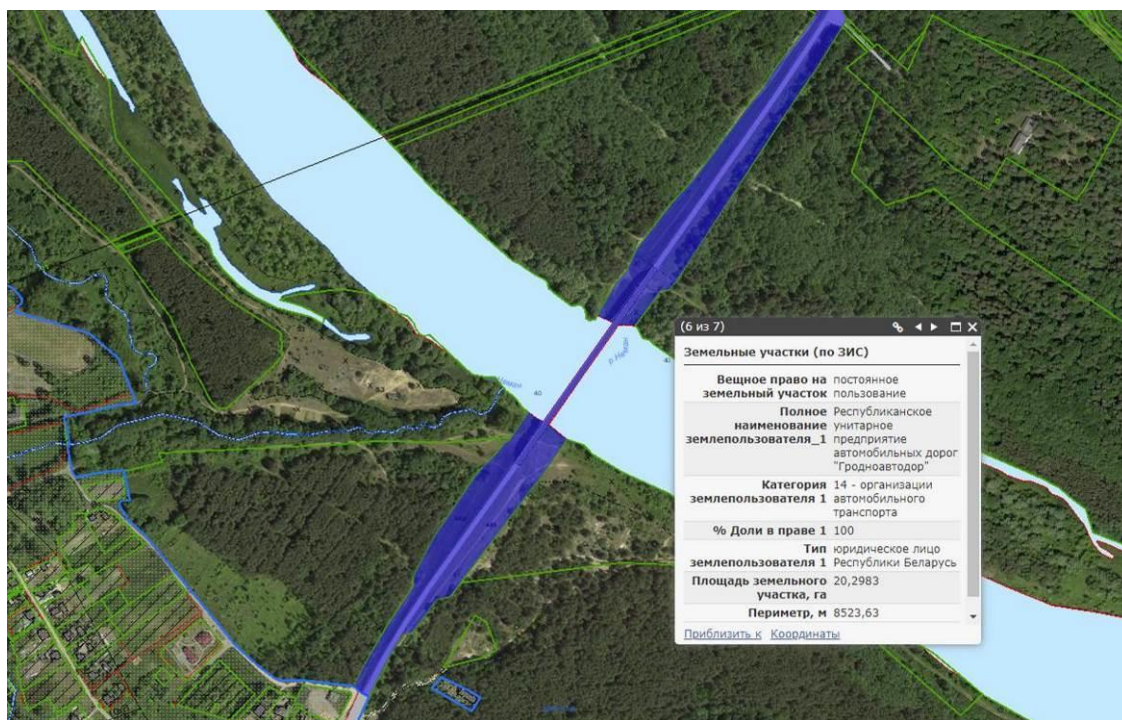 (6 из 7)
Земельные участки (по ЗИС)
Вещное право на земельный участок постоянное пользование
Полное наименование землепользователя_1 Республиканское унитарное предприятие автомобильных дорог "Гродноавтодор"
Категория землепользователя 1 14 - организации автомобильного транспорта
% Доли в праве 1 100
Тип землепользователя 1 юридическое лицо Республики Беларусь
Площадь земельного участка, га 20,2983
Периметр, м 8523,63
Приблизить к Координаты
р. Неман
40
40